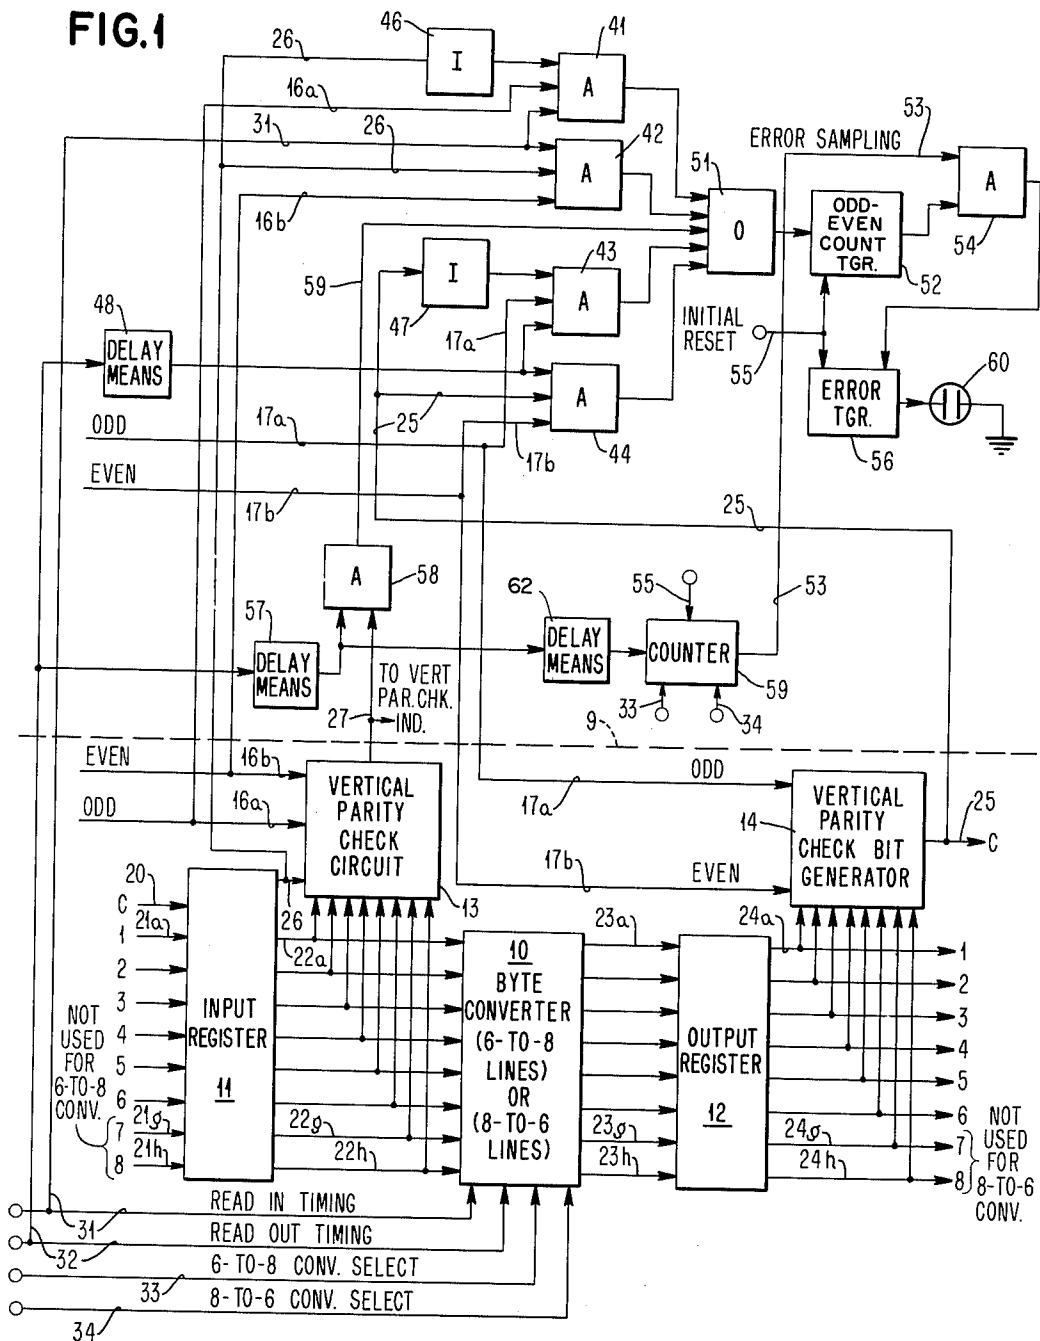 FIG.1
26
46
I
41
A
16a
31
26
42
A
16b
51
O
ERROR SAMPLING
53
A
54
ODD-
EVEN
COUNT
TGR.
52
59
I
47
43
A
17a
48
DELAY
MEANS
INITIAL
RESET
55
ERROR
TGR.
56
60
A
44
ODD
17a
25
17b
EVEN
17b
25
A
58
62
DELAY
MEANS
55
COUNTER
59
53
57
DELAY
MEANS
TO VERT
PAR. CHK.
IND.
27
33
34
9
EVEN
16b
ODD
16a
VERTICAL
PARITY
CHECK
CIRCUIT
13
17a
ODD
14
VERTICAL
PARITY
CHECK BIT
GENERATOR
25
C
17b
EVEN
20
C
21a
1
2
3
4
5
6
21g
7
21h
8
NOT
USED
FOR
6-TO-8
CONV.
INPUT
REGISTER
11
26
22a
22g
22h
10
BYTE
CONVERTER
(6-TO-8
LINES)
OR
(8-TO-6
LINES)
23a
23g
23h
OUTPUT
REGISTER
12
24a
24g
24h
1
2
3
4
5
6
7
8
NOT
USED
FOR
8-TO-6
CONV.
31
READ IN TIMING
32
READ OUT TIMING
33
6-TO-8 CONV. SELECT
34
8-TO-6 CONV. SELECT